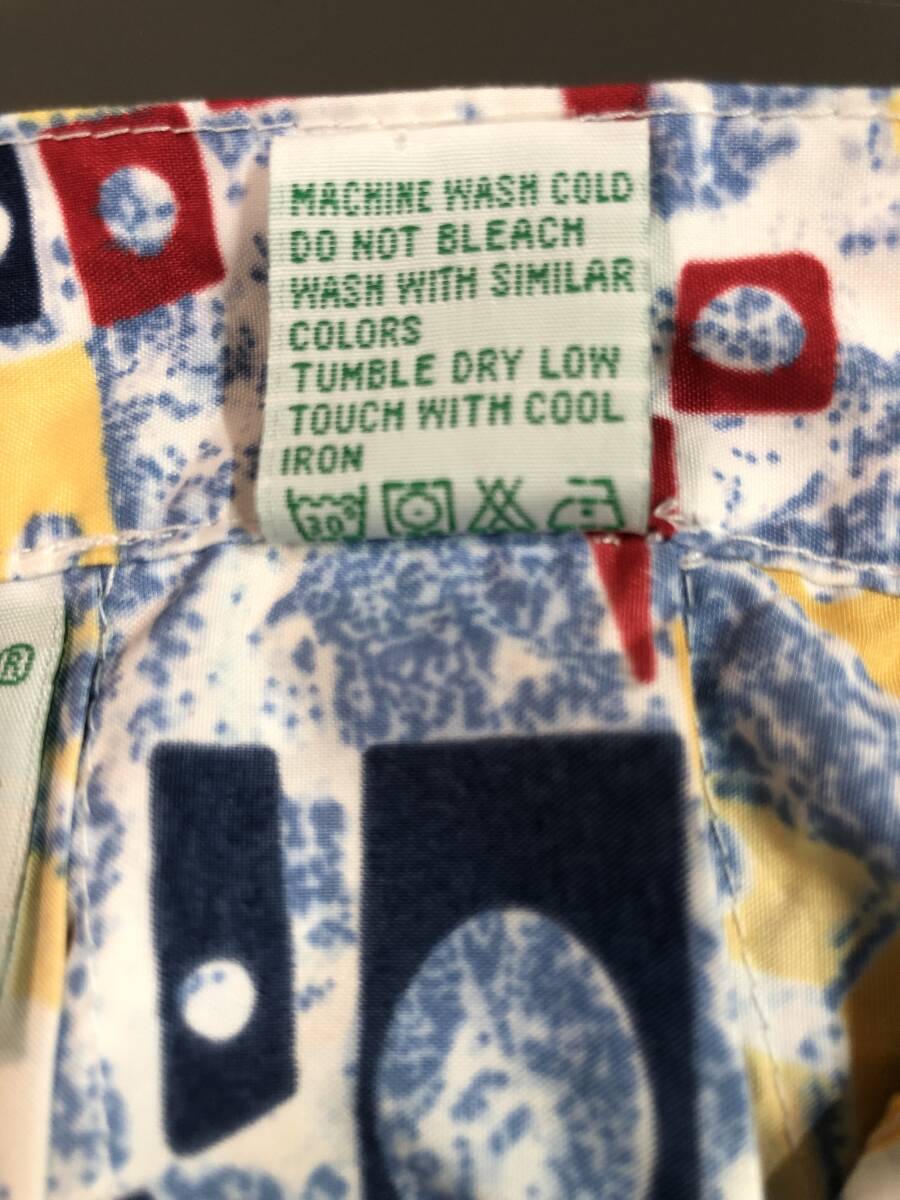 MACHINE WASH COLD
DO NOT BLEACH
WASH WITH SIMILAR
COLORS
TUMBLE DRY LOW
TOUCH WITH COOL
IRON
30°
®